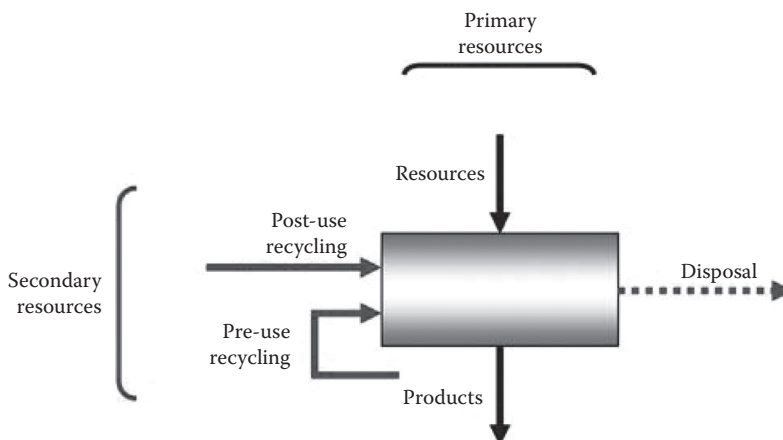 Primary
resources
Resources
Post-use
recycling
Secondary
resources
Disposal
Pre-use
recycling
Products